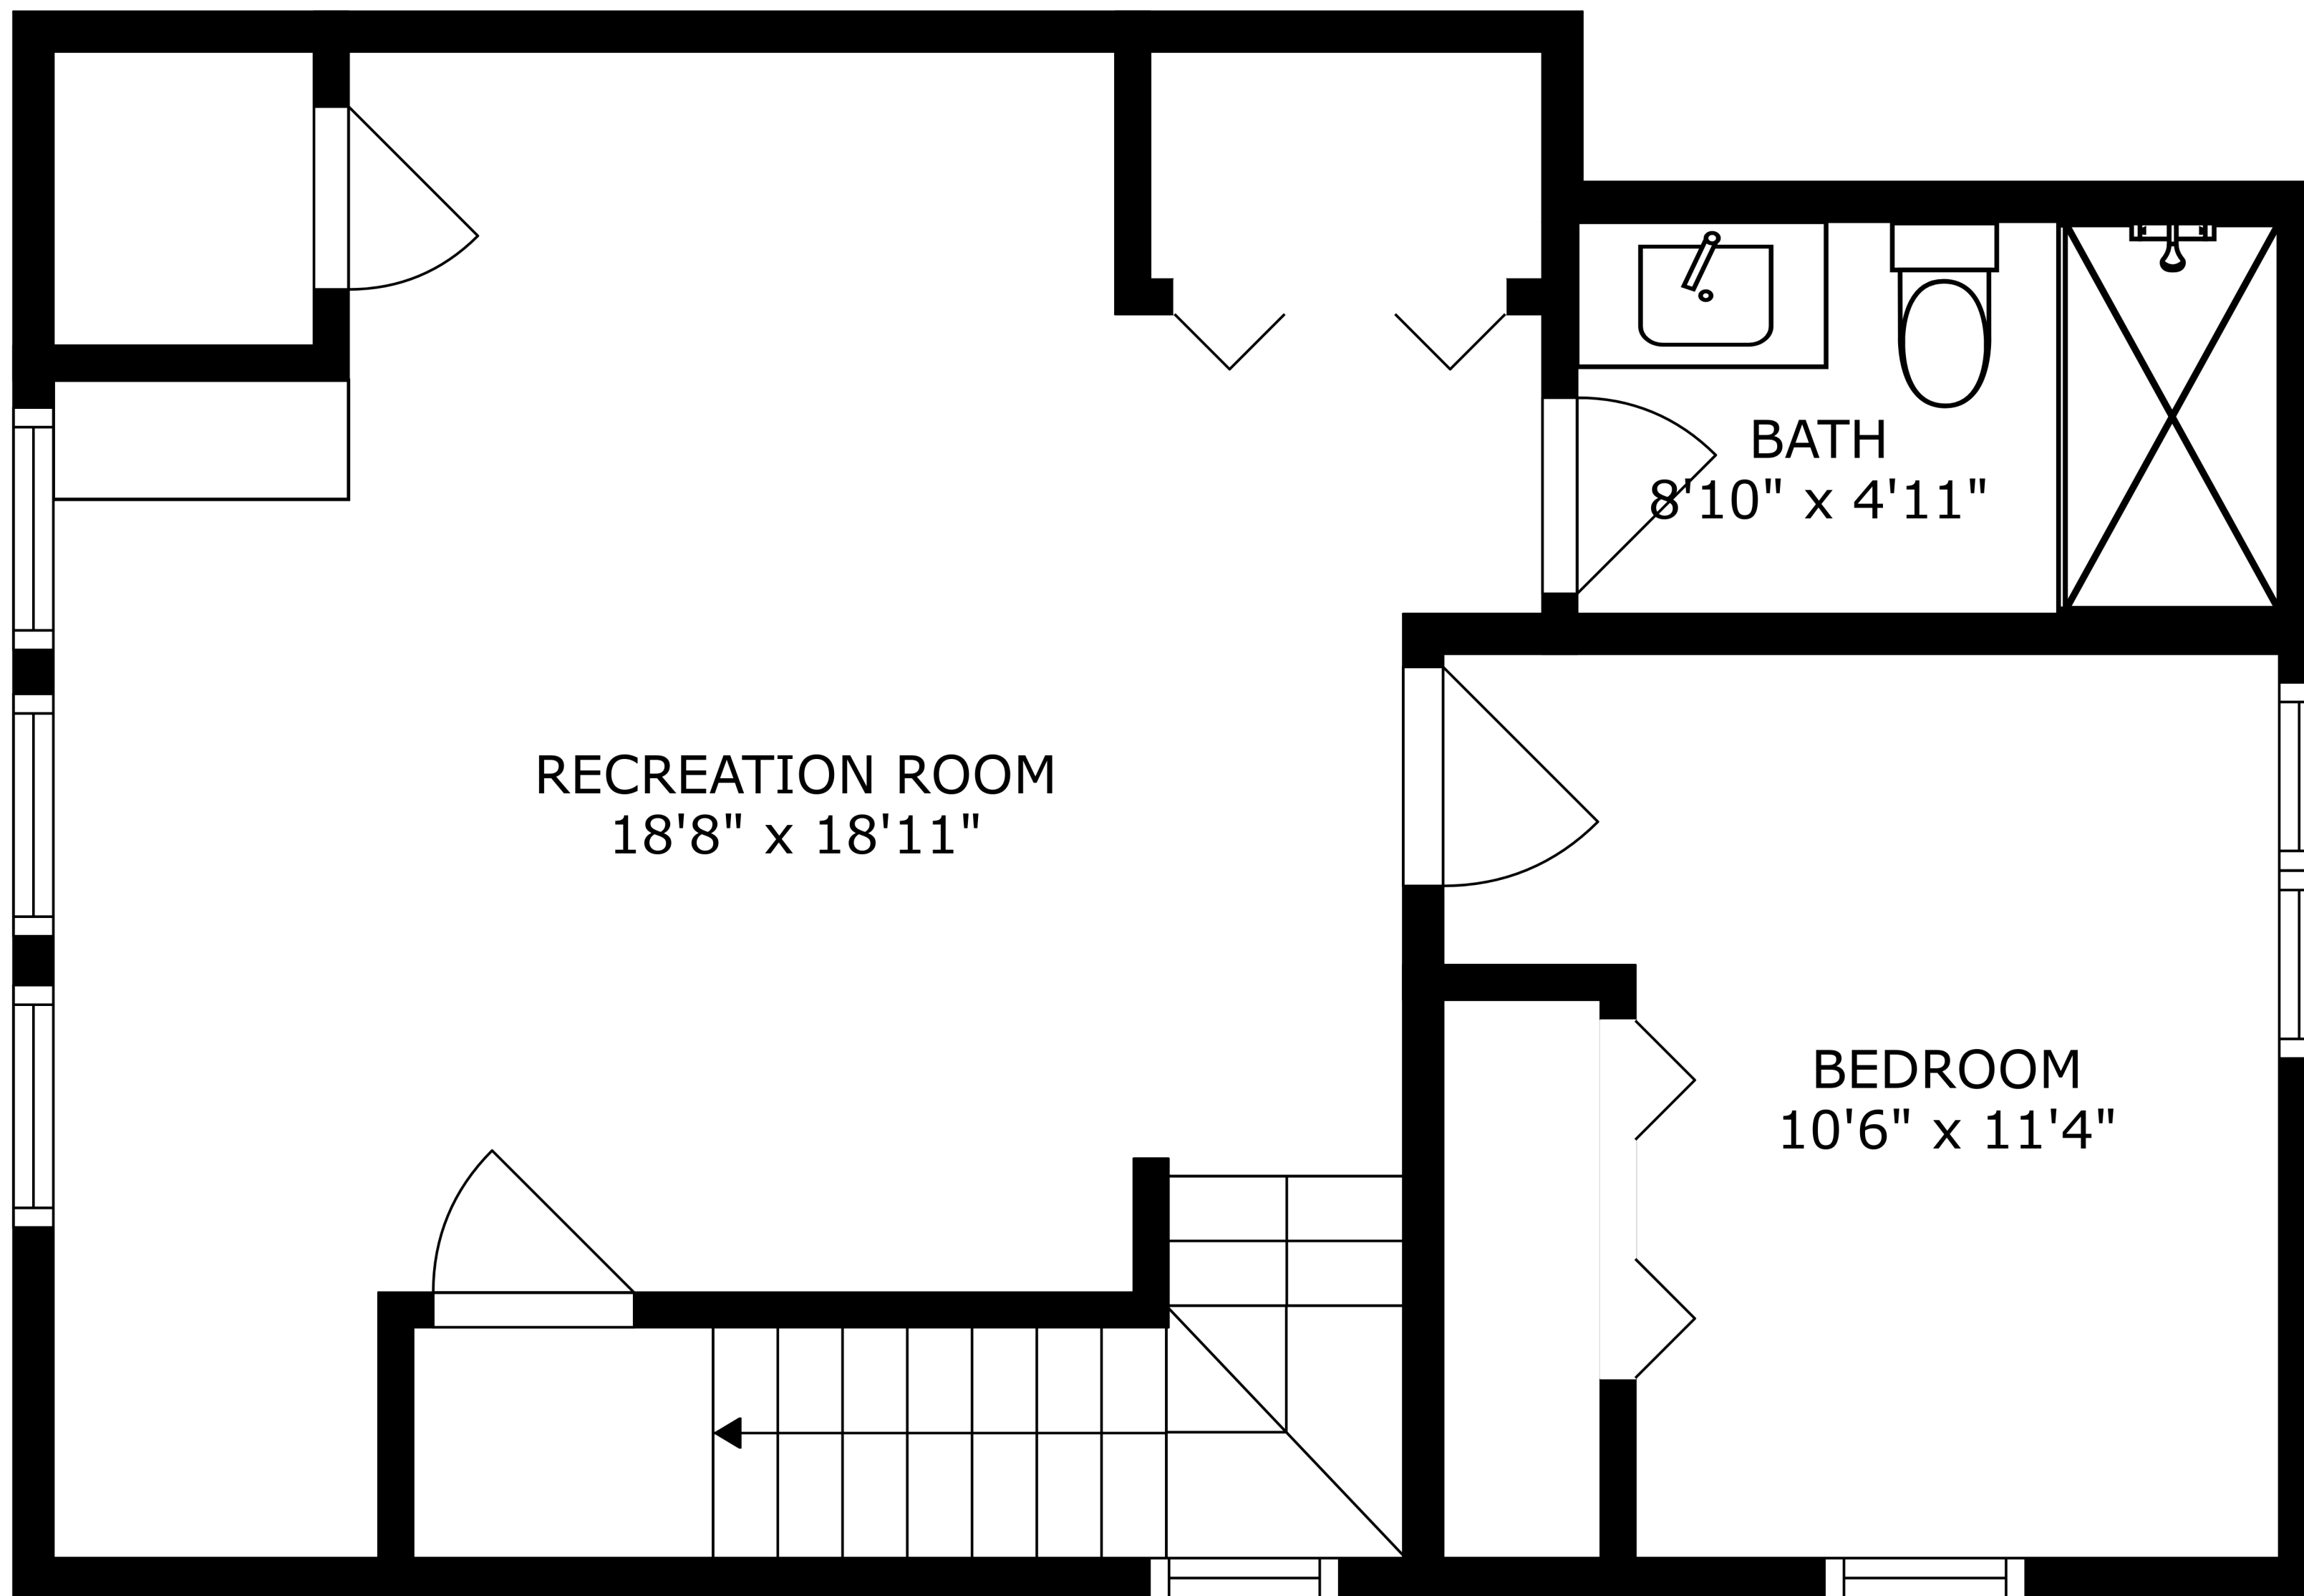 BATH
8'10" x 4'11"
RECREATION ROOM
18'8" x 18'11"
BEDROOM
10'6" x 11'4"